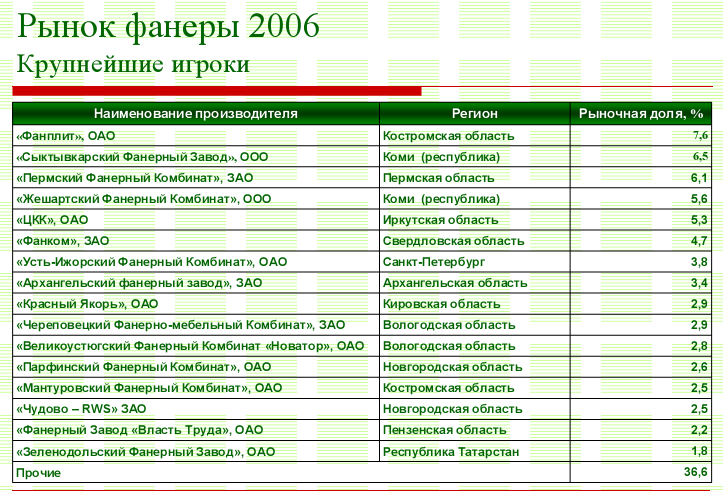 Рынок фанеры 2006
Крупнейшие игроки
Наименование производителя Регион Рыночная доля, %
«Фанплит», ОАО Костромская область 7,6
«Сыктывкарский Фанерный Завод», ООО Коми (республика) 6,5
«Пермский Фанерный Комбинат», ЗАО Пермская область 6,1
«Жешартский Фанерный Комбинат», ООО Коми (республика) 5,6
«ЦКК», ОАО Иркутская область 5,3
«Фанком», ЗАО Свердловская область 4,7
«Усть-Ижорский Фанерный Комбинат», ОАО Санкт-Петербург 3,8
«Архангельский фанерный завод», ЗАО Архангельская область 3,4
«Красный Якорь», ОАО Кировская область 2,9
«Череповецкий Фанерно-мебельный Комбинат», ЗАО Вологодская область 2,9
«Великоустюгский Фанерный Комбинат «Новатор», ОАО Вологодская область 2,8
«Парфинский Фанерный Комбинат», ОАО Новгородская область 2,6
«Мантуровский Фанерный Комбинат», ОАО Костромская область 2,5
«Чудово – RWS» ЗАО Новгородская область 2,5
«Фанерный Завод «Власть Труда», ОАО Пензенская область 2,2
«Зеленодольский Фанерный Завод», ОАО Республика Татарстан 1,8
Прочие 36,6